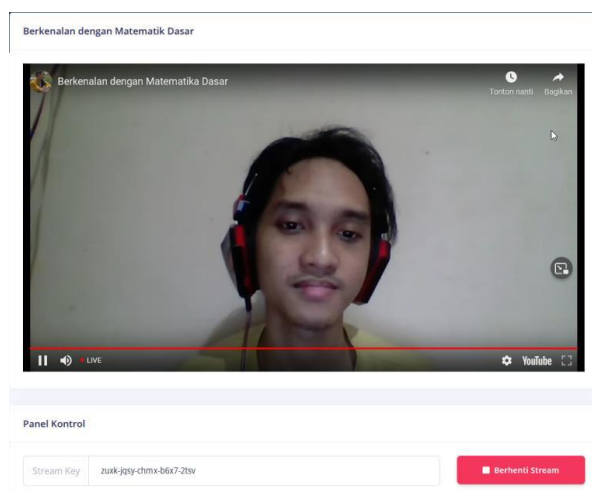 Berkenalan dengan Matematik Dasar
Berkenalan dengan Matematika Dasar
Tonton nanti Bagikan
LIVE
YouTube
Panel Kontrol
Stream Key zuxk-jqsy-chmx-b6x7-2tsv
Berhenti Stream